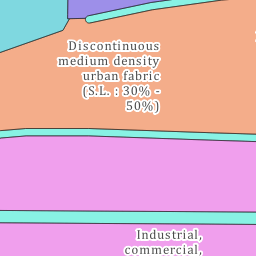 Discontinuous
medium density
urban fabric
(S.L. : 30% -
50%)
Industrial,
commercial,